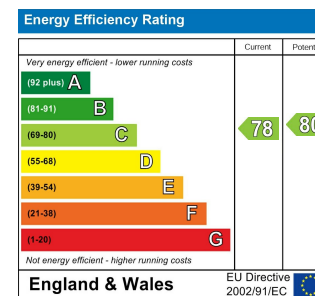 Energy Efficiency Rating
Current
Very energy efficient - lower running costs
(92 plus) A
(81-91) B
(69-80) C
78
(55-68) D
(39-54) E
(21-38) F
(1-20) G
Not energy efficient - higher running costs
England & Wales
EU Directive
2002/91/EC